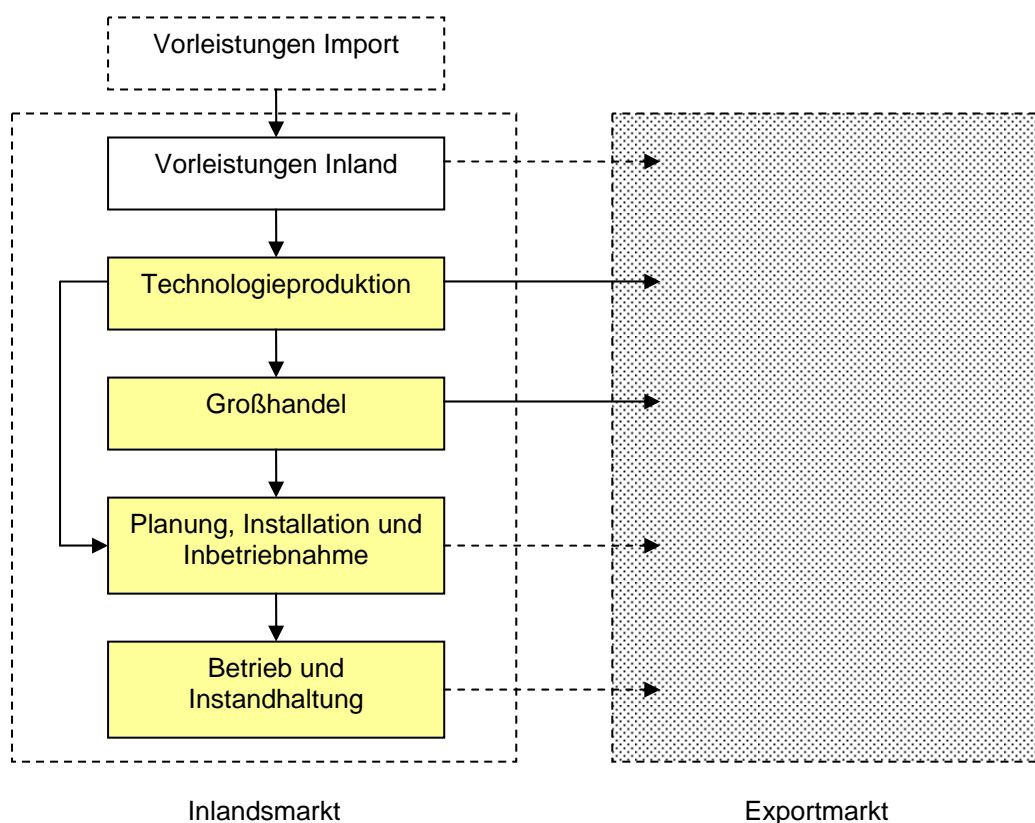 Vorleistungen Import
Vorleistungen Inland
Technologieproduktion
Großhandel
Planung, Installation und
Inbetriebnahme
Betrieb und
Instandhaltung
Inlandsmarkt
Exportmarkt